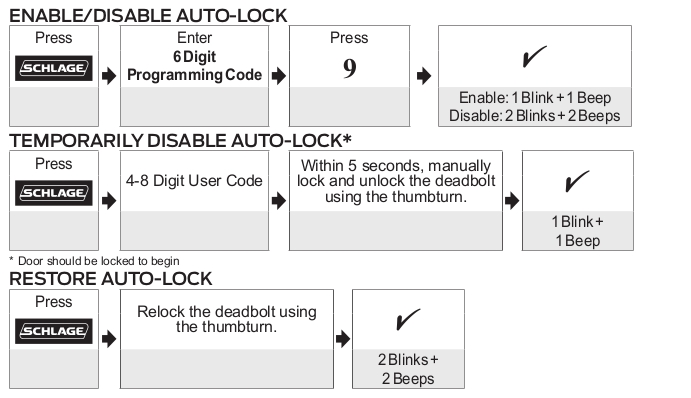 ENABLE/DISABLE AUTO-LOCK
Press
SCHLAGE
Enter
6 Digit
Programming Code
Press
9
Enable: 1 Blink + 1 Beep
Disable: 2 Blinks + 2 Beeps
TEMPORARILY DISABLE AUTO-LOCK*
Press
SCHLAGE
4-8 Digit User Code
Within 5 seconds, manually
lock and unlock the deadbolt
using the thumbturn.
1 Blink +
1 Beep
* Door should be locked to begin
RESTORE AUTO-LOCK
Press
SCHLAGE
Relock the deadbolt using
the thumbturn.
2 Blinks +
2 Beeps